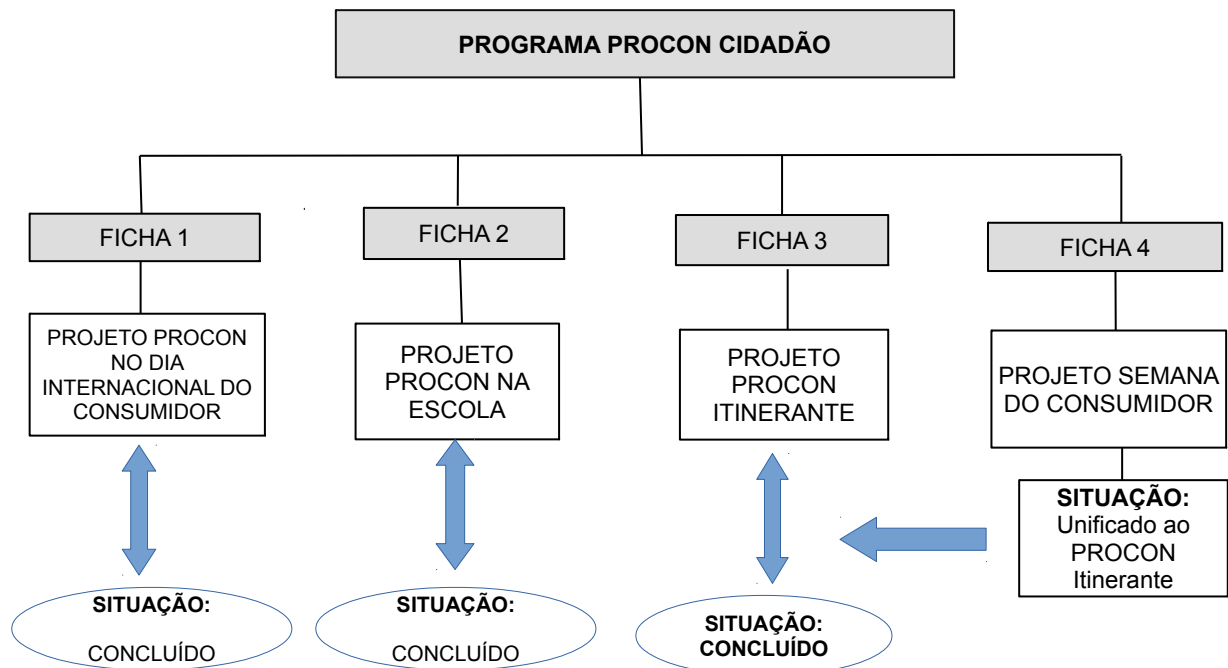 PROGRAMA PROCON CIDADÃO
FICHA 1
FICHA 2
FICHA 3
FICHA 4
PROJETO PROCON
NO DIA
INTERNACIONAL DO
CONSUMIDOR
PROJETO
PROCON NA
ESCOLA
PROJETO
PROCON
ITINERANTE
PROJETO SEMANA
DO CONSUMIDOR
SITUAÇÃO:
CONCLUÍDO
SITUAÇÃO:
CONCLUÍDO
SITUAÇÃO:
CONCLUÍDO
SITUAÇÃO:
Unificado ao
PROCON
Itinerante